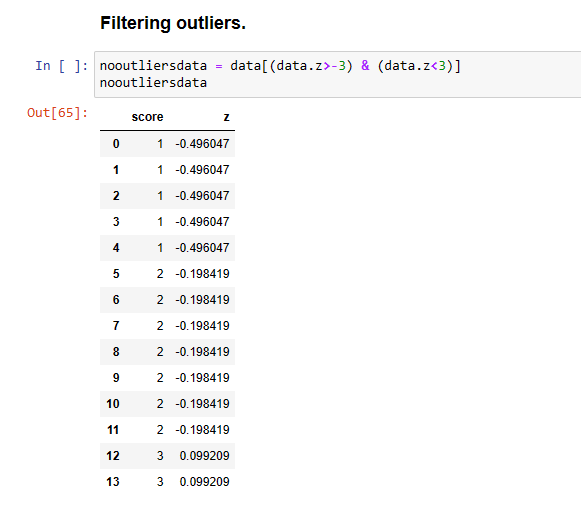 Filtering outliers.
In [ ]: nooutliersdata = data[(data.z>-3) & (data.z<3)]
nooutliersdata
Out[65]:
score z
0 1 -0.496047
1 1 -0.496047
2 1 -0.496047
3 1 -0.496047
4 1 -0.496047
5 2 -0.198419
6 2 -0.198419
7 2 -0.198419
8 2 -0.198419
9 2 -0.198419
10 2 -0.198419
11 2 -0.198419
12 3 0.099209
13 3 0.099209